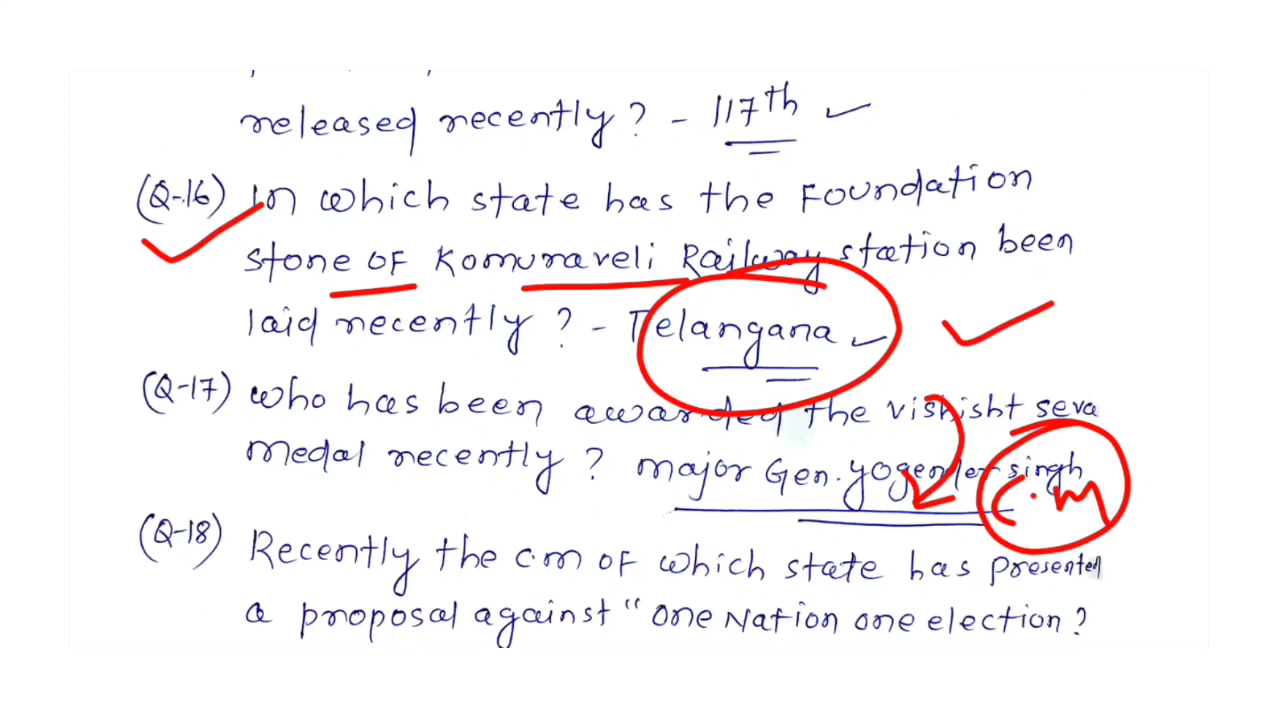 released recently? - 117th
(Q-16) In which state has the Foundation
stone of Komuraveli Railway station been
laid recently? - Telangana
(Q-17) who has been awarded the vishisht seva
medal recently? major Gen. yogender singh
C.M
(Q-18) Recently the C.M of which state has presented
a proposal against "one Nation one election?